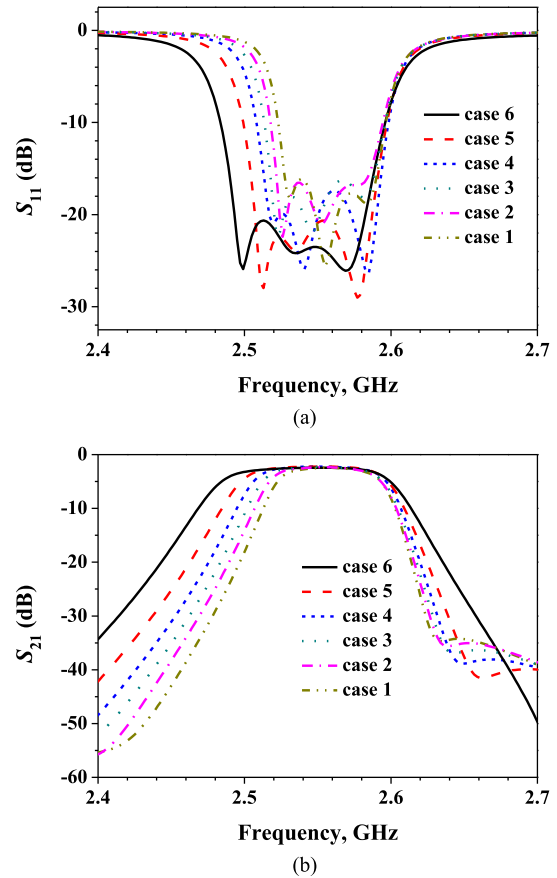 0
-10
-20
-30
S11 (dB)
case 6
case 5
case 4
case 3
case 2
case 1
2.4 2.5 2.6 2.7
Frequency, GHz
(a)
0
-10
-20
-30
-40
-50
-60
S21 (dB)
case 6
case 5
case 4
case 3
case 2
case 1
2.4 2.5 2.6 2.7
Frequency, GHz
(b)